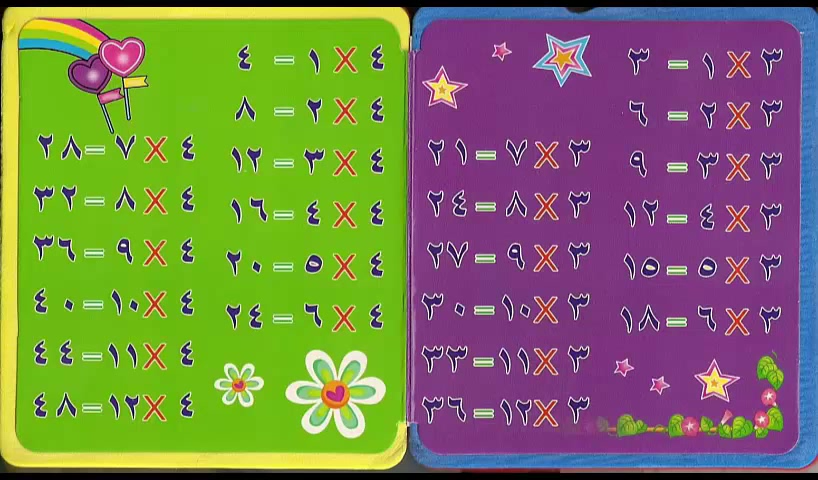 ٣ × ١ = ٣
٣ × ٢ = ٦
٣ × ٣ = ٩
٣ × ٤ = ١٢
٣ × ٥ = ١٥
٣ × ٦ = ١٨
٣ × ٧ = ٢١
٣ × ٨ = ٢٤
٣ × ٩ = ٢٧
٣ × ١٠ = ٣٠
٣ × ١١ = ٣٣
٣ × ١٢ = ٣٦
٤ × ١ = ٤
٤ × ٢ = ٨
٤ × ٣ = ١٢
٤ × ٤ = ١٦
٤ × ٥ = ٢٠
٤ × ٦ = ٢٤
٤ × ٧ = ٢٨
٤ × ٨ = ٣٢
٤ × ٩ = ٣٦
٤ × ١٠ = ٤٠
٤ × ١١ = ٤٤
٤ × ١٢ = ٤٨